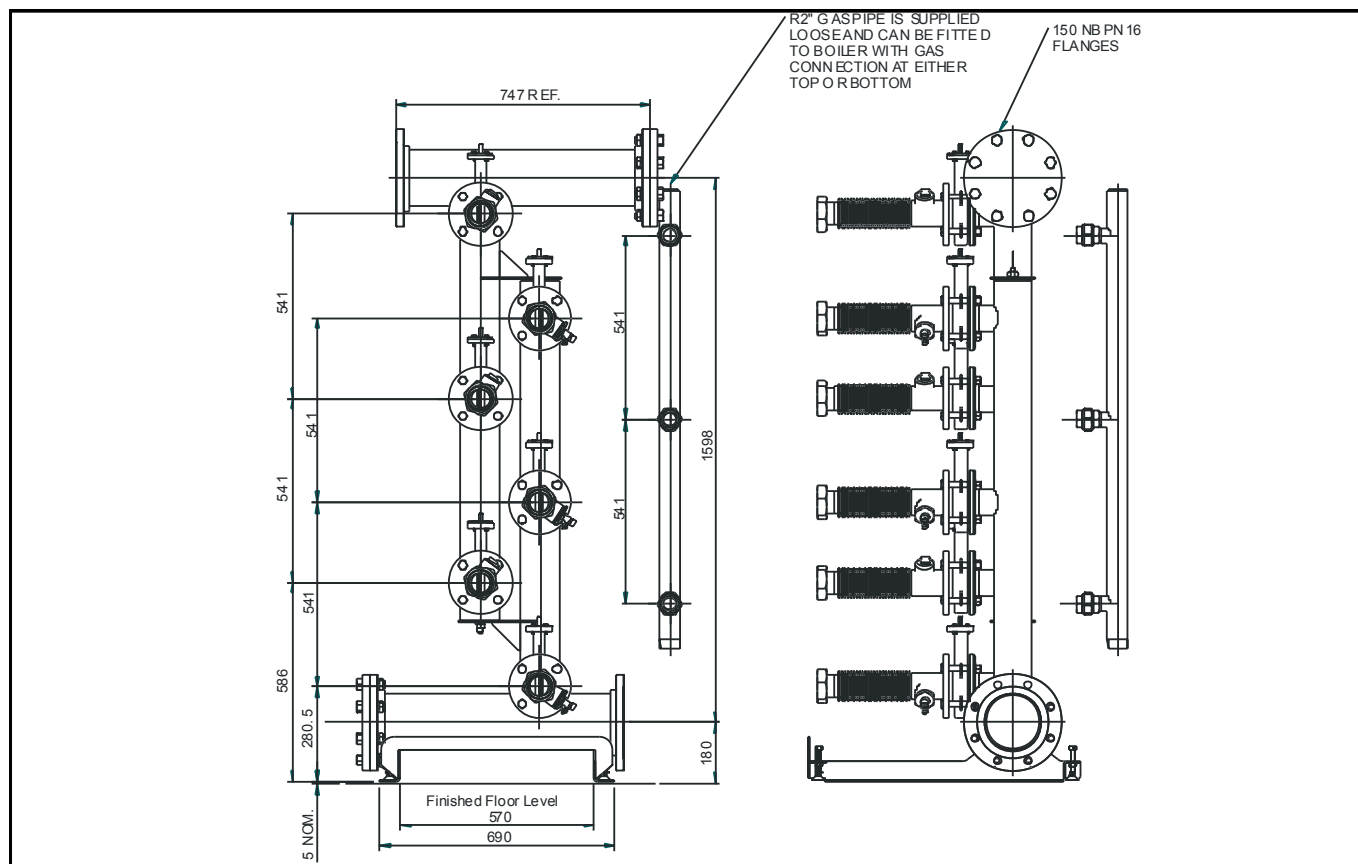 R2" GAS PIPE IS SUPPLIED
LOOSE AND CAN BE FITTED
TO BOILER WITH GAS
CONNECTION AT EITHER
TOP OR BOTTOM
150 NB PN 16
FLANGES
747 REF.
541
541
541
541
541
541
1598
586
280.5
180
5 NOM.
Finished Floor Level
570
690